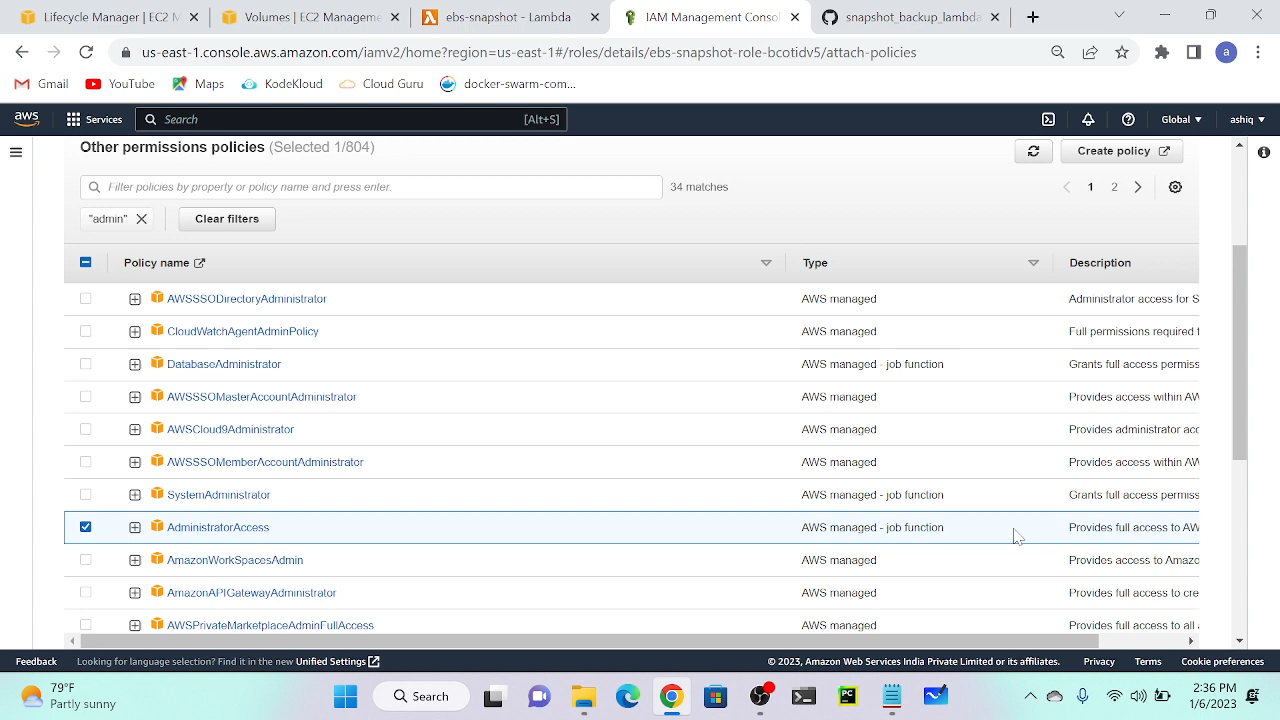 Lifecycle Manager | EC2 M
Volumes | EC2 Manageme
ebs-snapshot - Lambda
IAM Management Consol
snapshot_backup_lambda
us-east-1.console.aws.amazon.com/iamv2/home?region=us-east-1#/roles/details/ebs-snapshot-role-bcotidv5/attach-policies
a
Gmail
YouTube
Maps
KodeKloud
Cloud Guru
docker-swarm-com...
aws
Services
Search
[Alt+S]
Global
ashiq
Other permissions policies (Selected 1/804)
Create policy
Filter policies by property or policy name and press enter.
34 matches
1
2
"admin"
Clear filters
Policy name
Type
Description
AWSSSODirectoryAdministrator
AWS managed
Administrator access for S
CloudWatchAgentAdminPolicy
AWS managed
Full permissions required f
DatabaseAdministrator
AWS managed - job function
Grants full access permiss
AWSSSOMasterAccountAdministrator
AWS managed
Provides access within AW
AWSCloud9Administrator
AWS managed
Provides administrator acc
AWSSSOMemberAccountAdministrator
AWS managed
Provides access within AW
SystemAdministrator
AWS managed - job function
Grants full access permiss
AdministratorAccess
AWS managed - job function
Provides full access to AW
AmazonWorkSpacesAdmin
AWS managed
Provides access to Amazo
AmazonAPIGatewayAdministrator
AWS managed
Provides full access to cre
AWSPrivateMarketplaceAdminFullAccess
AWS managed
Provides full access to all a
Feedback
Looking for language selection? Find it in the new Unified Settings
© 2023, Amazon Web Services India Private Limited or its affiliates.
Privacy
Terms
Cookie preferences
79°F
Partly sunny
Search
PC
2:36 PM
1/6/2023